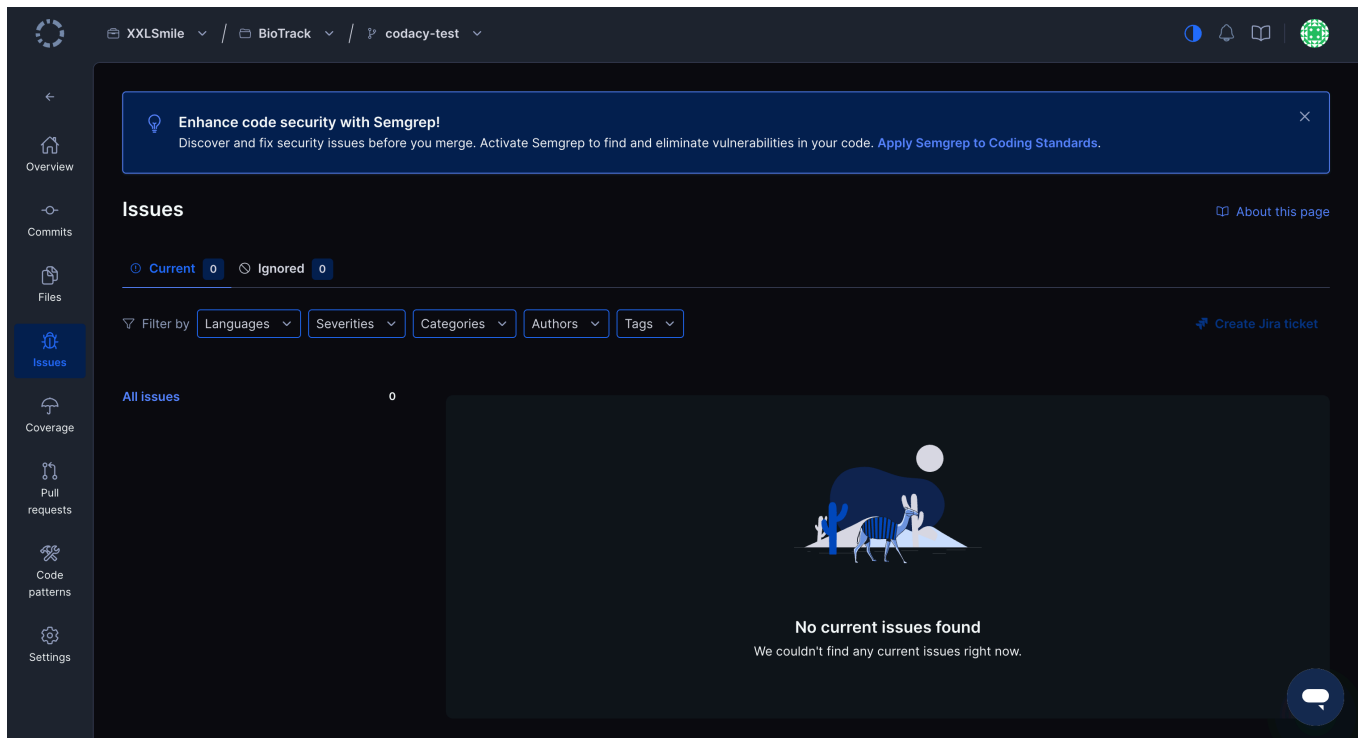 XXLSmile / BioTrack / codacy-test
Enhance code security with Semgrep!
Discover and fix security issues before you merge. Activate Semgrep to find and eliminate vulnerabilities in your code. Apply Semgrep to Coding Standards.
Overview
Commits
Files
Issues
Coverage
Pull
requests
Code
patterns
Settings
Issues
About this page
Current 0 Ignored 0
Filter by Languages Severities Categories Authors Tags Create Jira ticket
All issues 0
No current issues found
We couldn't find any current issues right now.